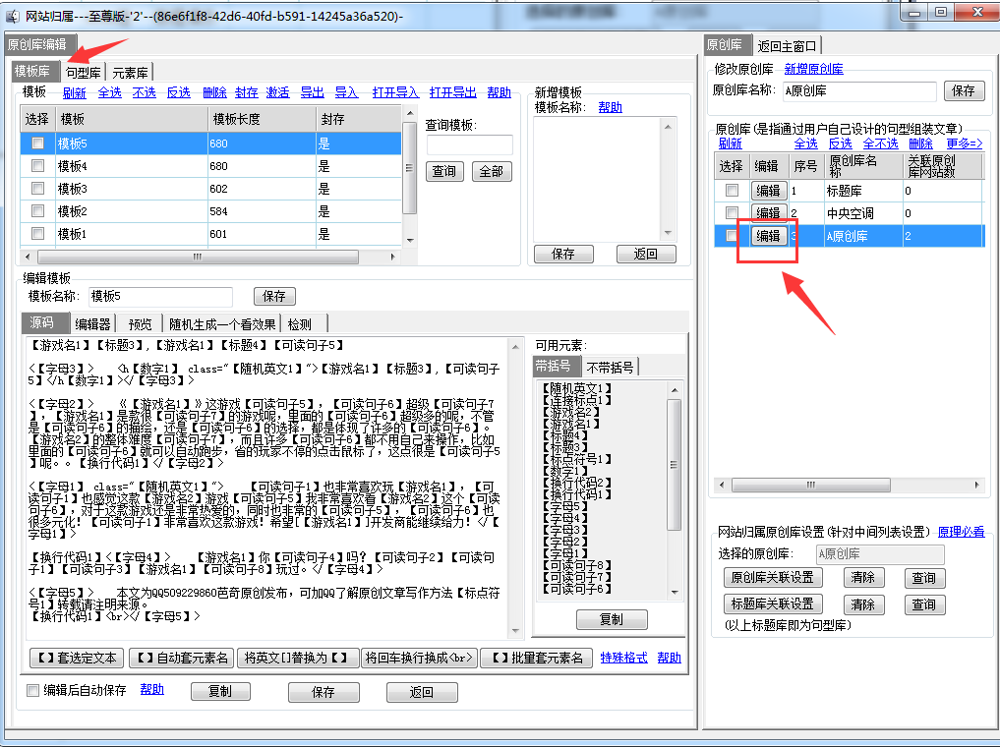 网站归属---至尊版-'2'--(86e6f1f8-42d6-40fd-b591-14245a36a520)-
原创库编辑
模板库 句型库 元素库
模板 刷新 全选 不选 反选 删除 封存 激活 导出 导入 打开导入 打开导出 帮助
选择 模板 模板长度 封存
模板5 680 是
模板4 680 是
模板3 602 是
模板2 584 是
模板1 601 是
查询模板:
查询 全部
新增模板
模板名称: 帮助
保存 返回
编辑模板
模板名称: 模板5 保存
源码 编辑器 预览 随机生成一个看效果 检测
【游戏名1】【标题3】,【游戏名1】【标题4】【可读句子5】
<【字母3】> <h【数字1】 class="【随机英文1】">【游戏名1】【标题3】,【可读句子
5】</h【数字1】></【字母3】>
<【字母2】> 《【游戏名1】》这游戏【可读句子5】，【可读句子6】超级【可读句子7
】，【游戏名1】是款很【可读句子7】的游戏呢，里面的【可读句子6】超级多的呢，不管
是【可读句子6】的描绘，还是【可读句子6】的选择，都是体现了许多的【可读句子6】。
【游戏名2】的整体难度【可读句子7】，而且许多【可读句子6】都不用自己来操作，比如
里面的【可读句子6】就可以自动跑步，省的玩家不停的点击鼠标了，这点很是【可读句子5
】呢。。【换行代码1】</【字母2】>
<【字母1】 class="【随机英文1】"> 【可读句子1】也非常喜欢玩【游戏名1】，【可
读句子1】也感觉这款【游戏名2】游戏【可读句子5】我非常喜欢看【游戏名2】这个【可读
句子6】，对于这款游戏还是非常热爱的，同时也非常的【可读句子5】，【可读句子6】也
很多元化！【可读句子1】非常喜欢这款游戏！希望[【游戏名1】]开发商能继续给力！</【
字母1】>
【换行代码1】<【字母4】> 【游戏名1】你【可读句子4】吗？【可读句子2】【可读句
子1】【可读句子3】【游戏名1】【可读句子8】玩过。</【字母4】>
<【字母5】> 本文为QQ509229860芭奇原创发布，可加QQ了解原创文章写作方法【标点符
号1】转载请注明来源。
【换行代码1】<br></【字母5】>
可用元素:
带括号 不带括号
【随机英文1】
【连接标点1】
【游戏名2】
【游戏名1】
【标题4】
【标题3】
【标点符号1】
【数字1】
【换行代码2】
【换行代码1】
【字母5】
【字母4】
【字母3】
【字母2】
【字母1】
【可读句子8】
【可读句子7】
【可读句子6】
复制
【】套选定文本 【】自动套元素名 将英文[]替换为【】 将回车换行换成<br> 【】批量套元素名 特殊格式 帮助
编辑后自动保存 帮助 复制 保存 返回
原创库 返回主窗口
修改原创库 新增原创库
原创库名称: A原创库 保存
原创库(是指通过用户自己设计的句型组装文章)
刷新 全选 反选 全不选 删除 更多=>
选择 编辑 序号 原创库名称 关联原创库网站数
编辑 1 标题库 0
编辑 2 中央空调 0
编辑 3 A原创库 2
网站归属原创库设置(针对中间列表设置) 原理必看
选择的原创库: A原创库
原创库关联设置 清除 查询
标题库关联设置 清除 查询
(以上标题库即为句型库)